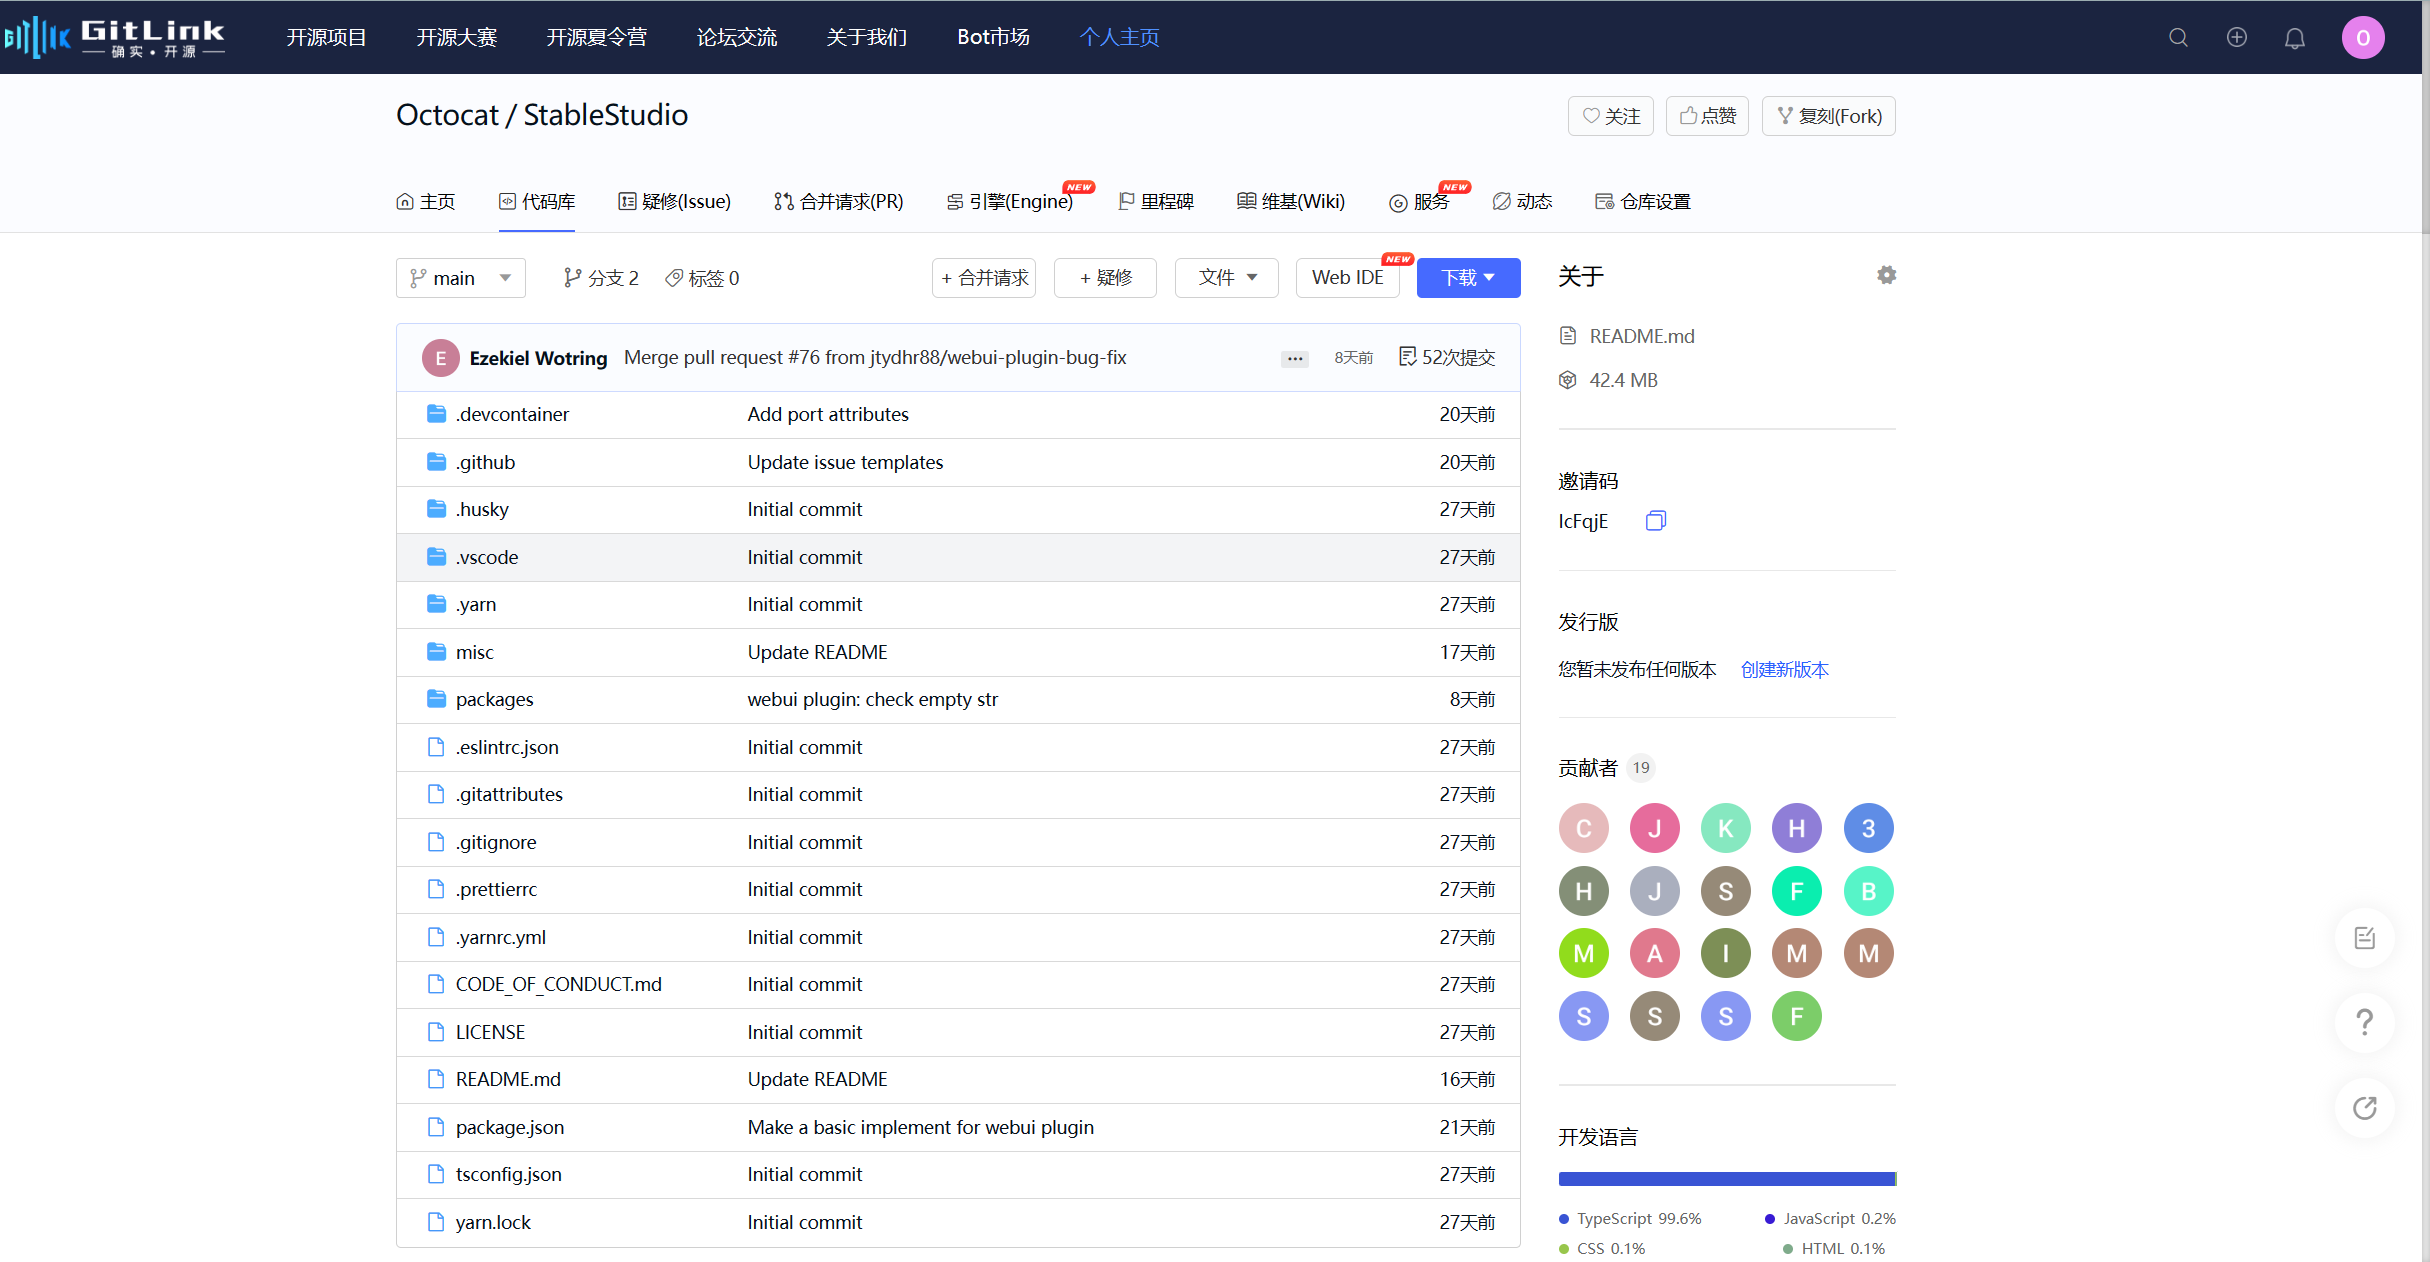 GitLink
确实·开源
开源项目 开源大赛 开源夏令营 论坛交流 关于我们 Bot市场 个人主页
O
Octocat / StableStudio
关注 点赞 复刻(Fork)
主页 代码库 疑修(Issue) 合并请求(PR) 引擎(Engine) NEW 里程碑 维基(Wiki) 服务 NEW 动态 仓库设置
main 分支 2 标签 0 + 合并请求 + 疑修 文件 Web IDE NEW 下载
E Ezekiel Wotring Merge pull request #76 from jtydhr88/webui-plugin-bug-fix ... 8天前 52次提交
.devcontainer Add port attributes 20天前
.github Update issue templates 20天前
.husky Initial commit 27天前
.vscode Initial commit 27天前
.yarn Initial commit 27天前
misc Update README 17天前
packages webui plugin: check empty str 8天前
.eslintrc.json Initial commit 27天前
.gitattributes Initial commit 27天前
.gitignore Initial commit 27天前
.prettierrc Initial commit 27天前
.yarnrc.yml Initial commit 27天前
CODE_OF_CONDUCT.md Initial commit 27天前
LICENSE Initial commit 27天前
README.md Update README 16天前
package.json Make a basic implement for webui plugin 21天前
tsconfig.json Initial commit 27天前
yarn.lock Initial commit 27天前
关于
README.md
42.4 MB
邀请码
IcFqjE
发行版
您暂未发布任何版本 创建新版本
贡献者 19
C J K H 3
H J S F B
M A I M M
S S S F
开发语言
TypeScript 99.6% JavaScript 0.2%
CSS 0.1% HTML 0.1%